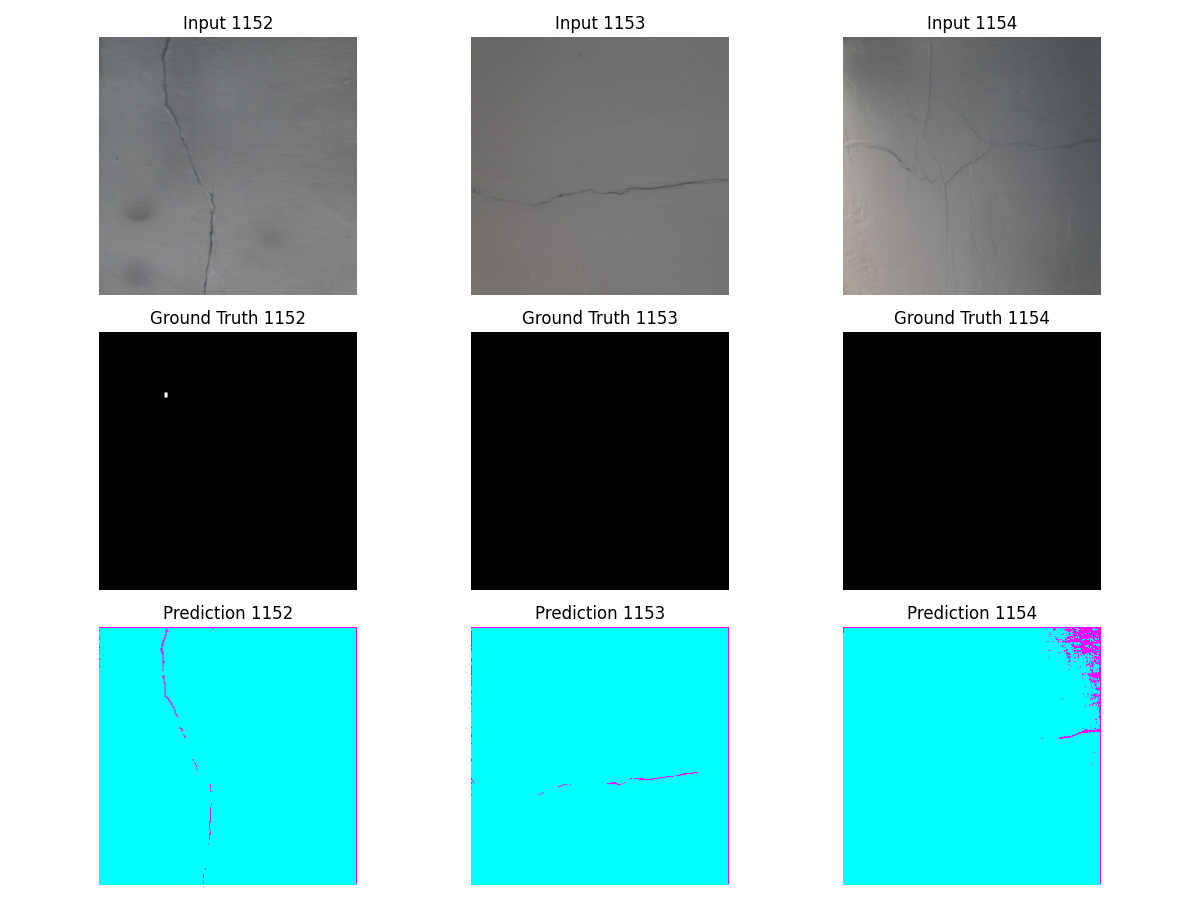 Input 1152
Input 1153
Input 1154
Ground Truth 1152
Ground Truth 1153
Ground Truth 1154
Prediction 1152
Prediction 1153
Prediction 1154